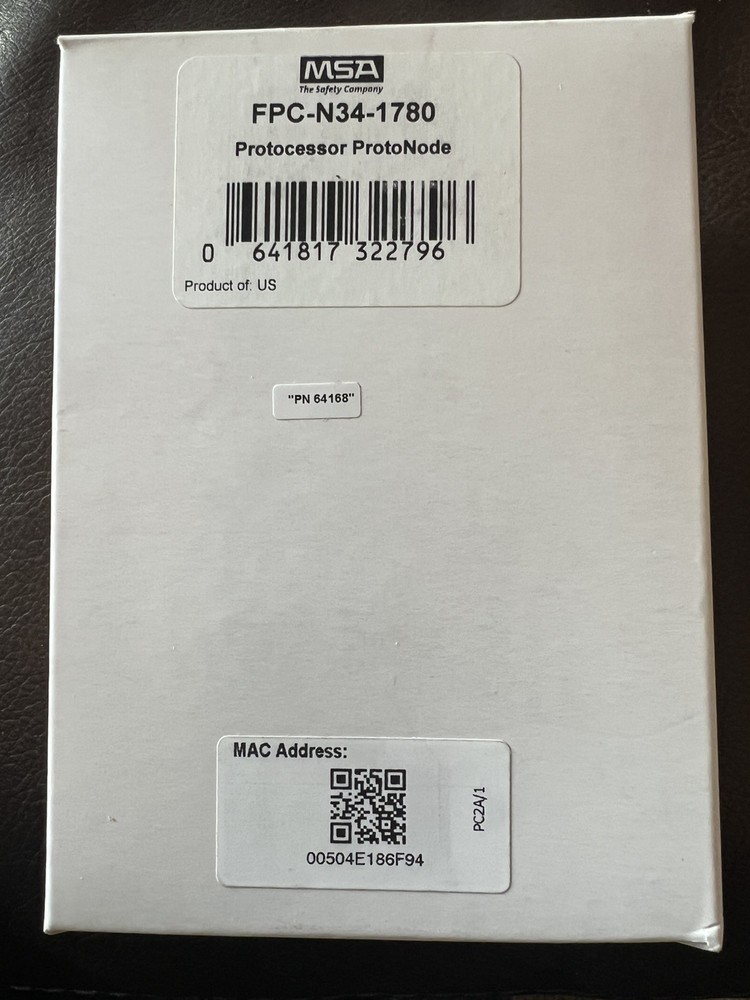 MSA
The Safety Company
FPC-N34-1780
Protocessor ProtoNode
0 641817 322796
Product of: US
"PN 64168"
MAC Address:
PC2A/1
00504E186F94